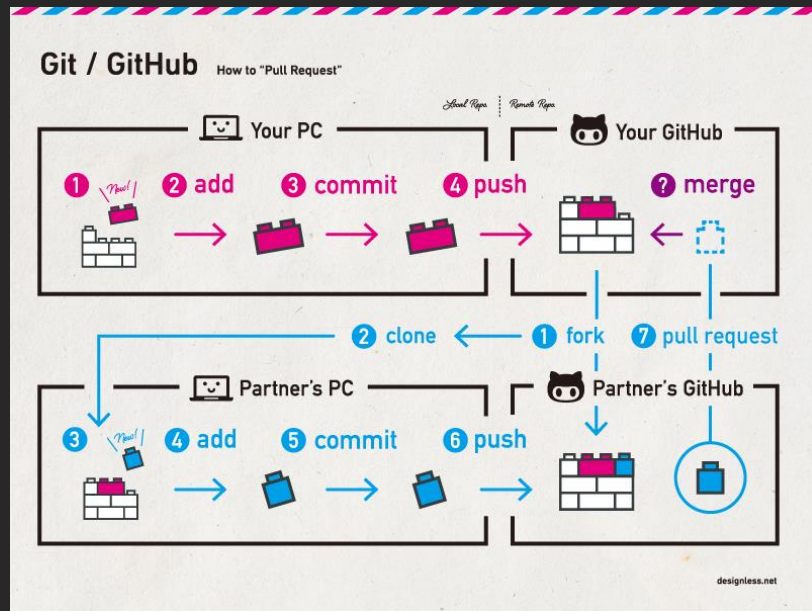 Git / GitHub How to "Pull Request"
Local Repo. Remote Repo.
Your PC
Your GitHub
1 New! 2 add 3 commit 4 push ? merge
2 clone 1 fork 7 pull request
Partner's PC
Partner's GitHub
3 New! 4 add 5 commit 6 push
designless.net